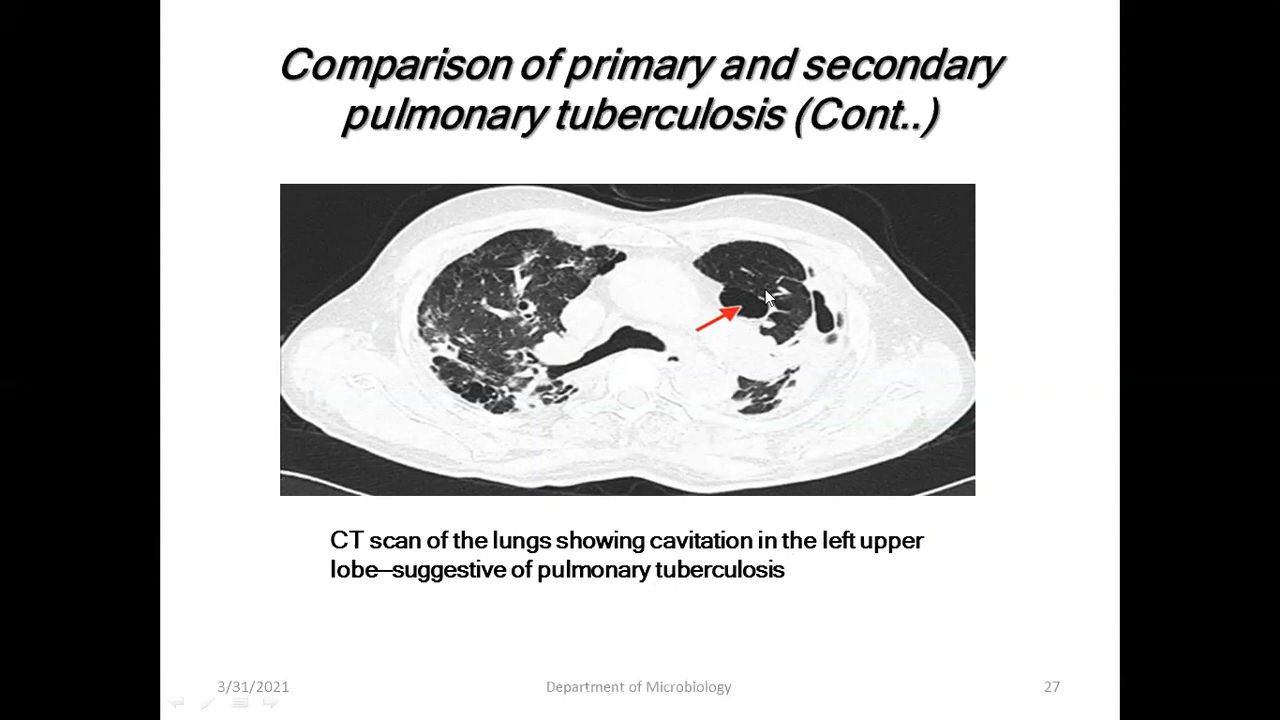 Comparison of primary and secondary
pulmonary tuberculosis (Cont..)
CT scan of the lungs showing cavitation in the left upper
lobe—suggestive of pulmonary tuberculosis
3/31/2021
Department of Microbiology
27